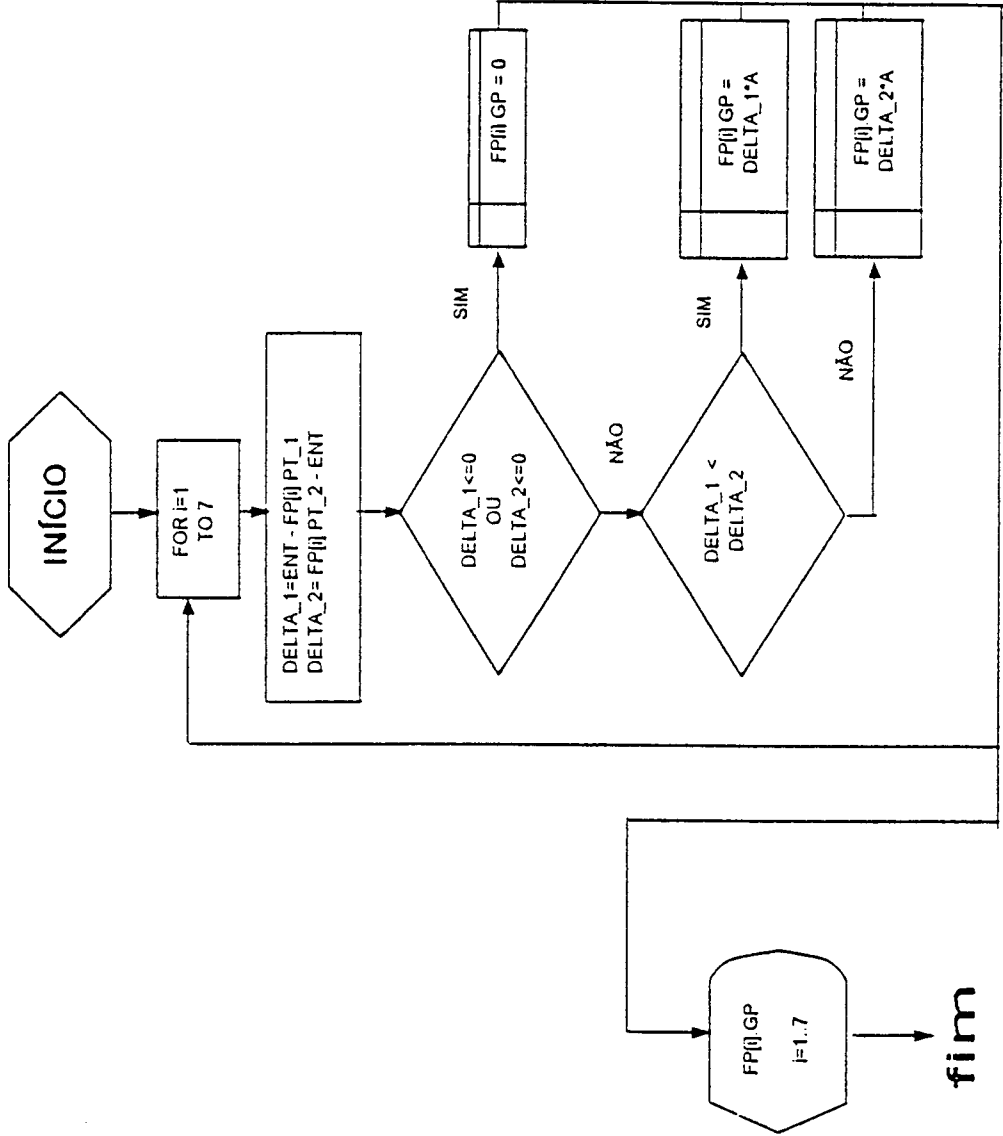 INÍCIO
FOR i=1
TO 7
DELTA_1=ENT - FP[i] PT_1
DELTA_2= FP[i] PT_2 - ENT
DELTA_1<=0
OU
DELTA_2<=0
SIM
FP[i] GP = 0
NÃO
DELTA_1 <
DELTA_2
SIM
FP[i] GP =
DELTA_1*A
NÃO
FP[i].GP =
DELTA_2*A
FP[i].GP
i=1..7
fim